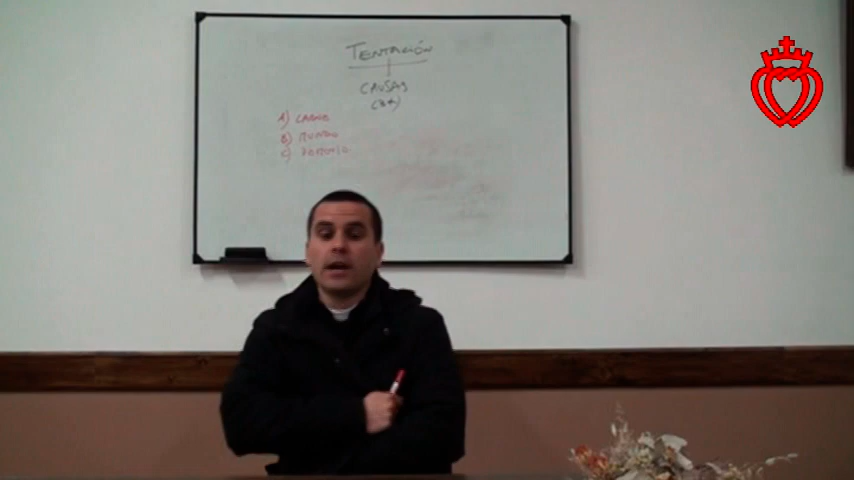 TENTACIÓN
CAUSAS
A) CARNE
B) MUNDO
C) DEMONIO